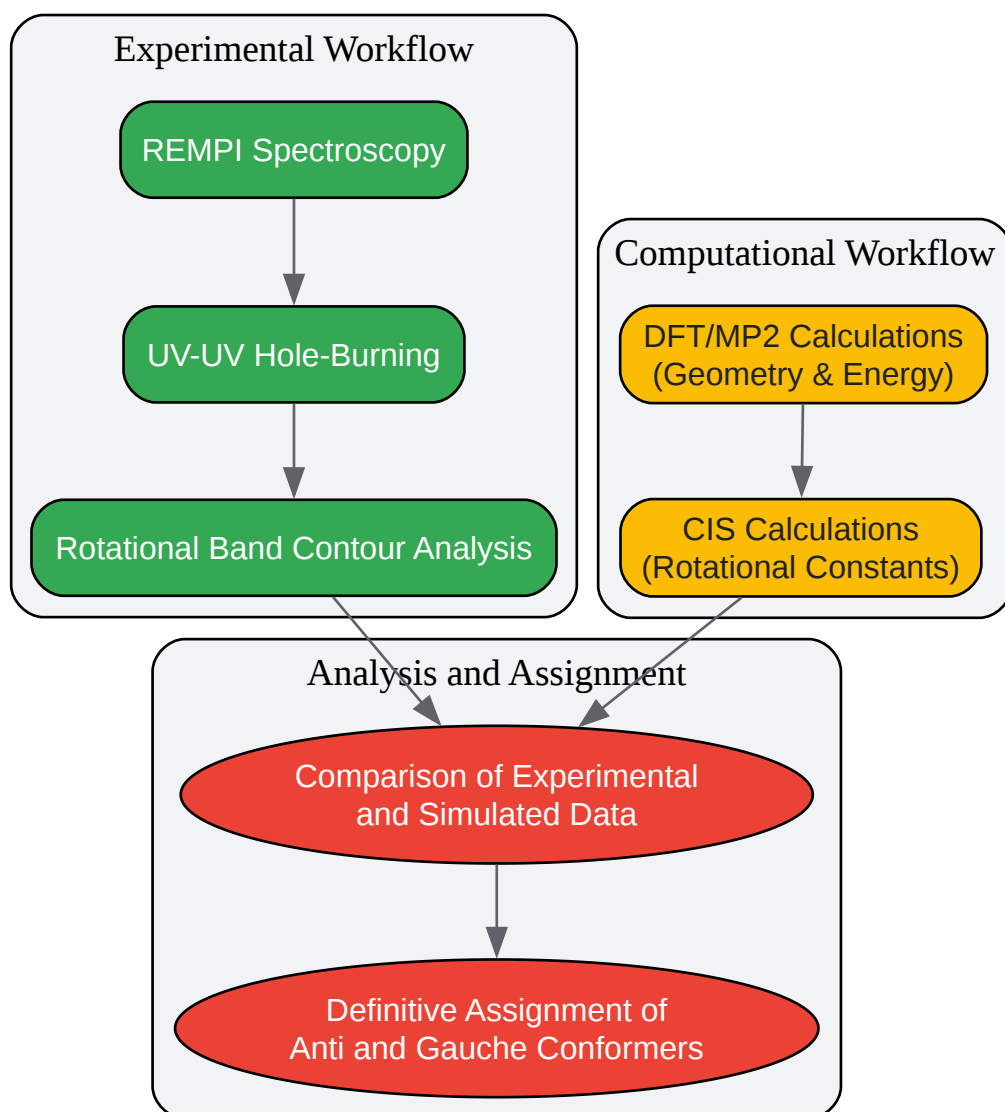 Experimental Workflow
REMPI Spectroscopy
UV-UV Hole-Burning
Rotational Band Contour Analysis
Computational Workflow
DFT/MP2 Calculations
(Geometry & Energy)
CIS Calculations
(Rotational Constants)
Analysis and Assignment
Comparison of Experimental
and Simulated Data
Definitive Assignment of
Anti and Gauche Conformers